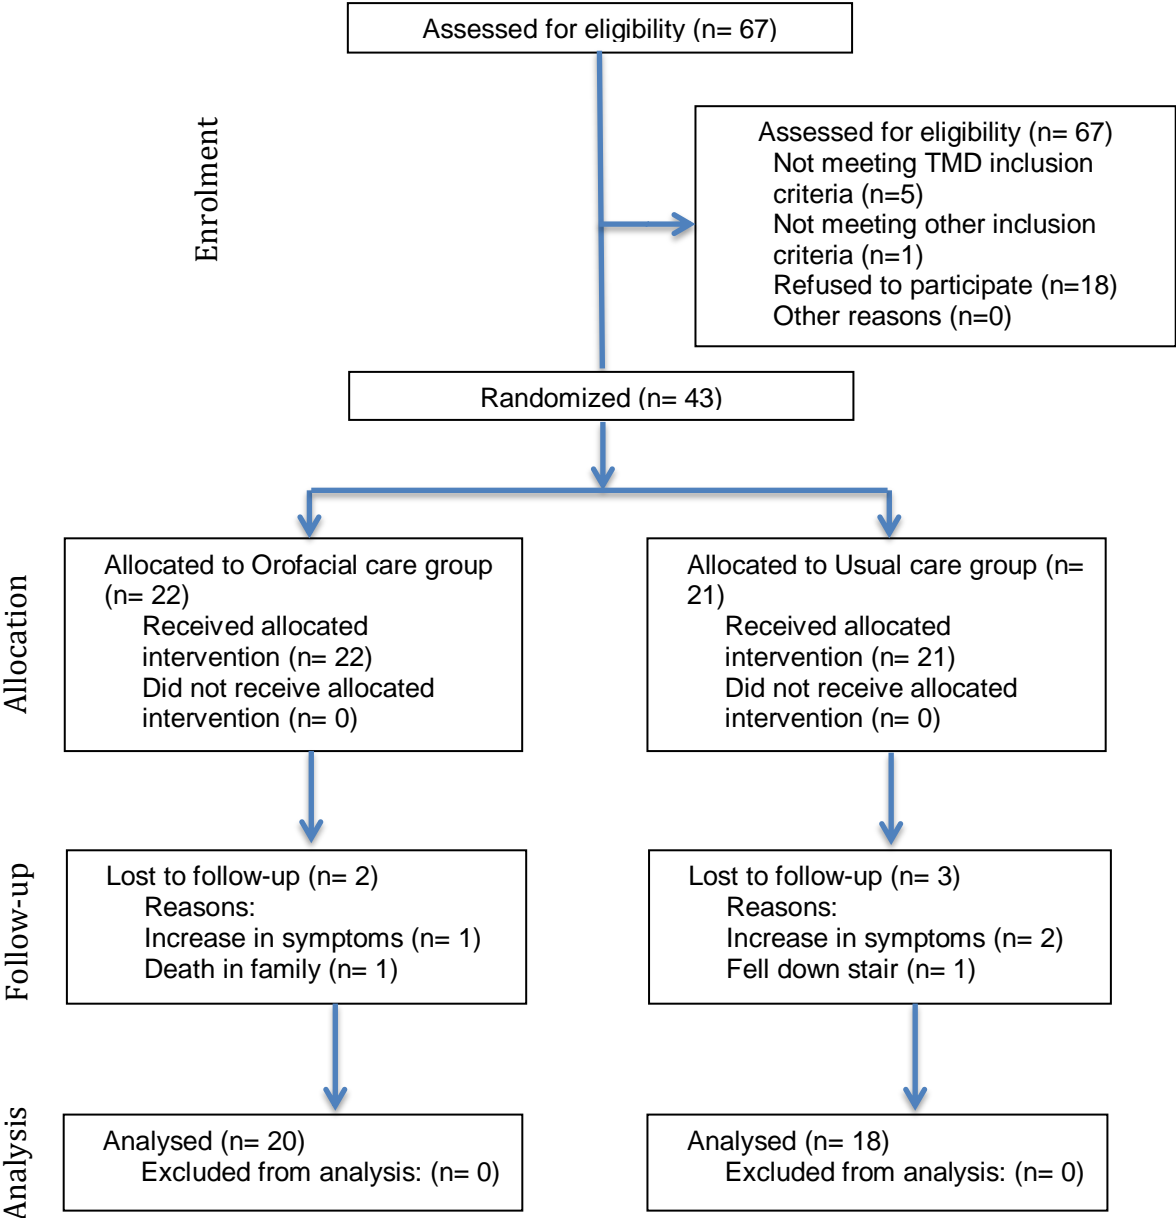 Assessed for eligibility (n= 67)
Enrolment
Assessed for eligibility (n= 67)
Not meeting TMD inclusion
criteria (n=5)
Not meeting other inclusion
criteria (n=1)
Refused to participate (n=18)
Other reasons (n=0)
Randomized (n= 43)
Allocation
Allocated to Orofacial care group
(n= 22)
Received allocated
intervention (n= 22)
Did not receive allocated
intervention (n= 0)
Allocated to Usual care group (n=
21)
Received allocated
intervention (n= 21)
Did not receive allocated
intervention (n= 0)
Follow-up
Lost to follow-up (n= 2)
Reasons:
Increase in symptoms (n= 1)
Death in family (n= 1)
Lost to follow-up (n= 3)
Reasons:
Increase in symptoms (n= 2)
Fell down stair (n= 1)
Analysis
Analysed (n= 20)
Excluded from analysis: (n= 0)
Analysed (n= 18)
Excluded from analysis: (n= 0)